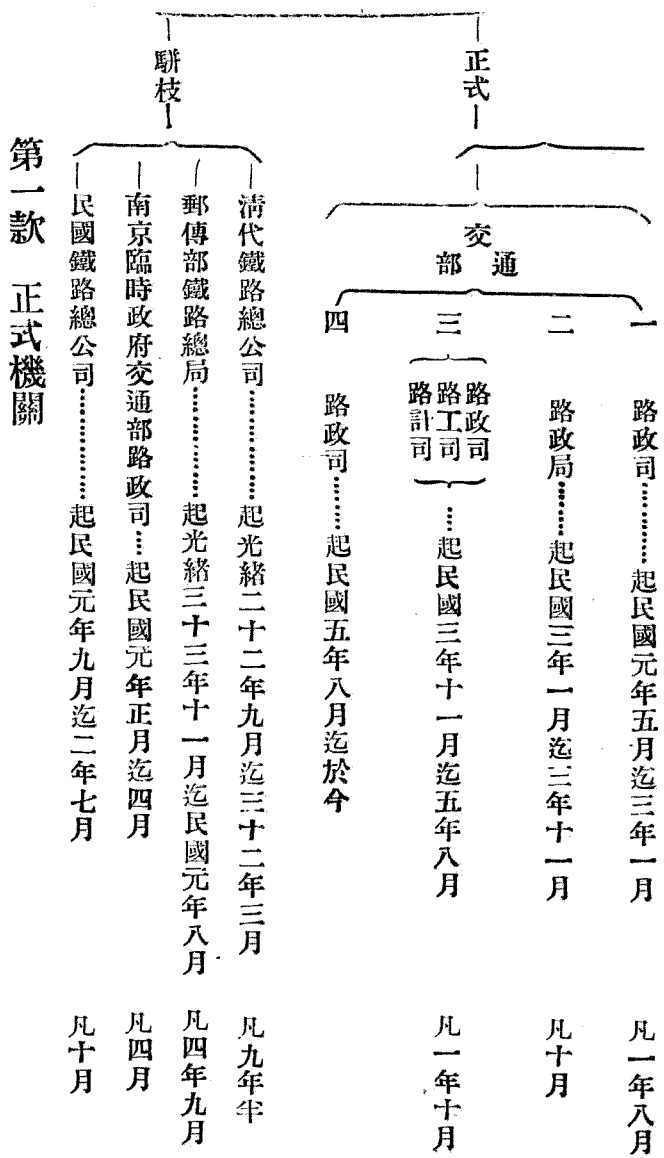 正式
交通部
一 路政司…………起民國元年五月迄三年一月 凡一年八月
二 路政局………起民國三年一月迄三年十一月 凡十月
三 路政司 路工司 路計司 ……起民國三年十一月迄五年八月 凡一年十月
四 路政司………起民國五年八月迄於今
駢枝
清代鐵路總公司……………起光緒二十二年九月迄三十二年三月 凡九年半
郵傳部鐵路總局……………起光緒三十三年十一月迄民國元年八月 凡四年九月
南京臨時政府交通部路政司…起民國元年正月迄四月 凡四月
民國鐵路總公司……………起民國元年九月迄二年七月 凡十月
第一款 正式機關